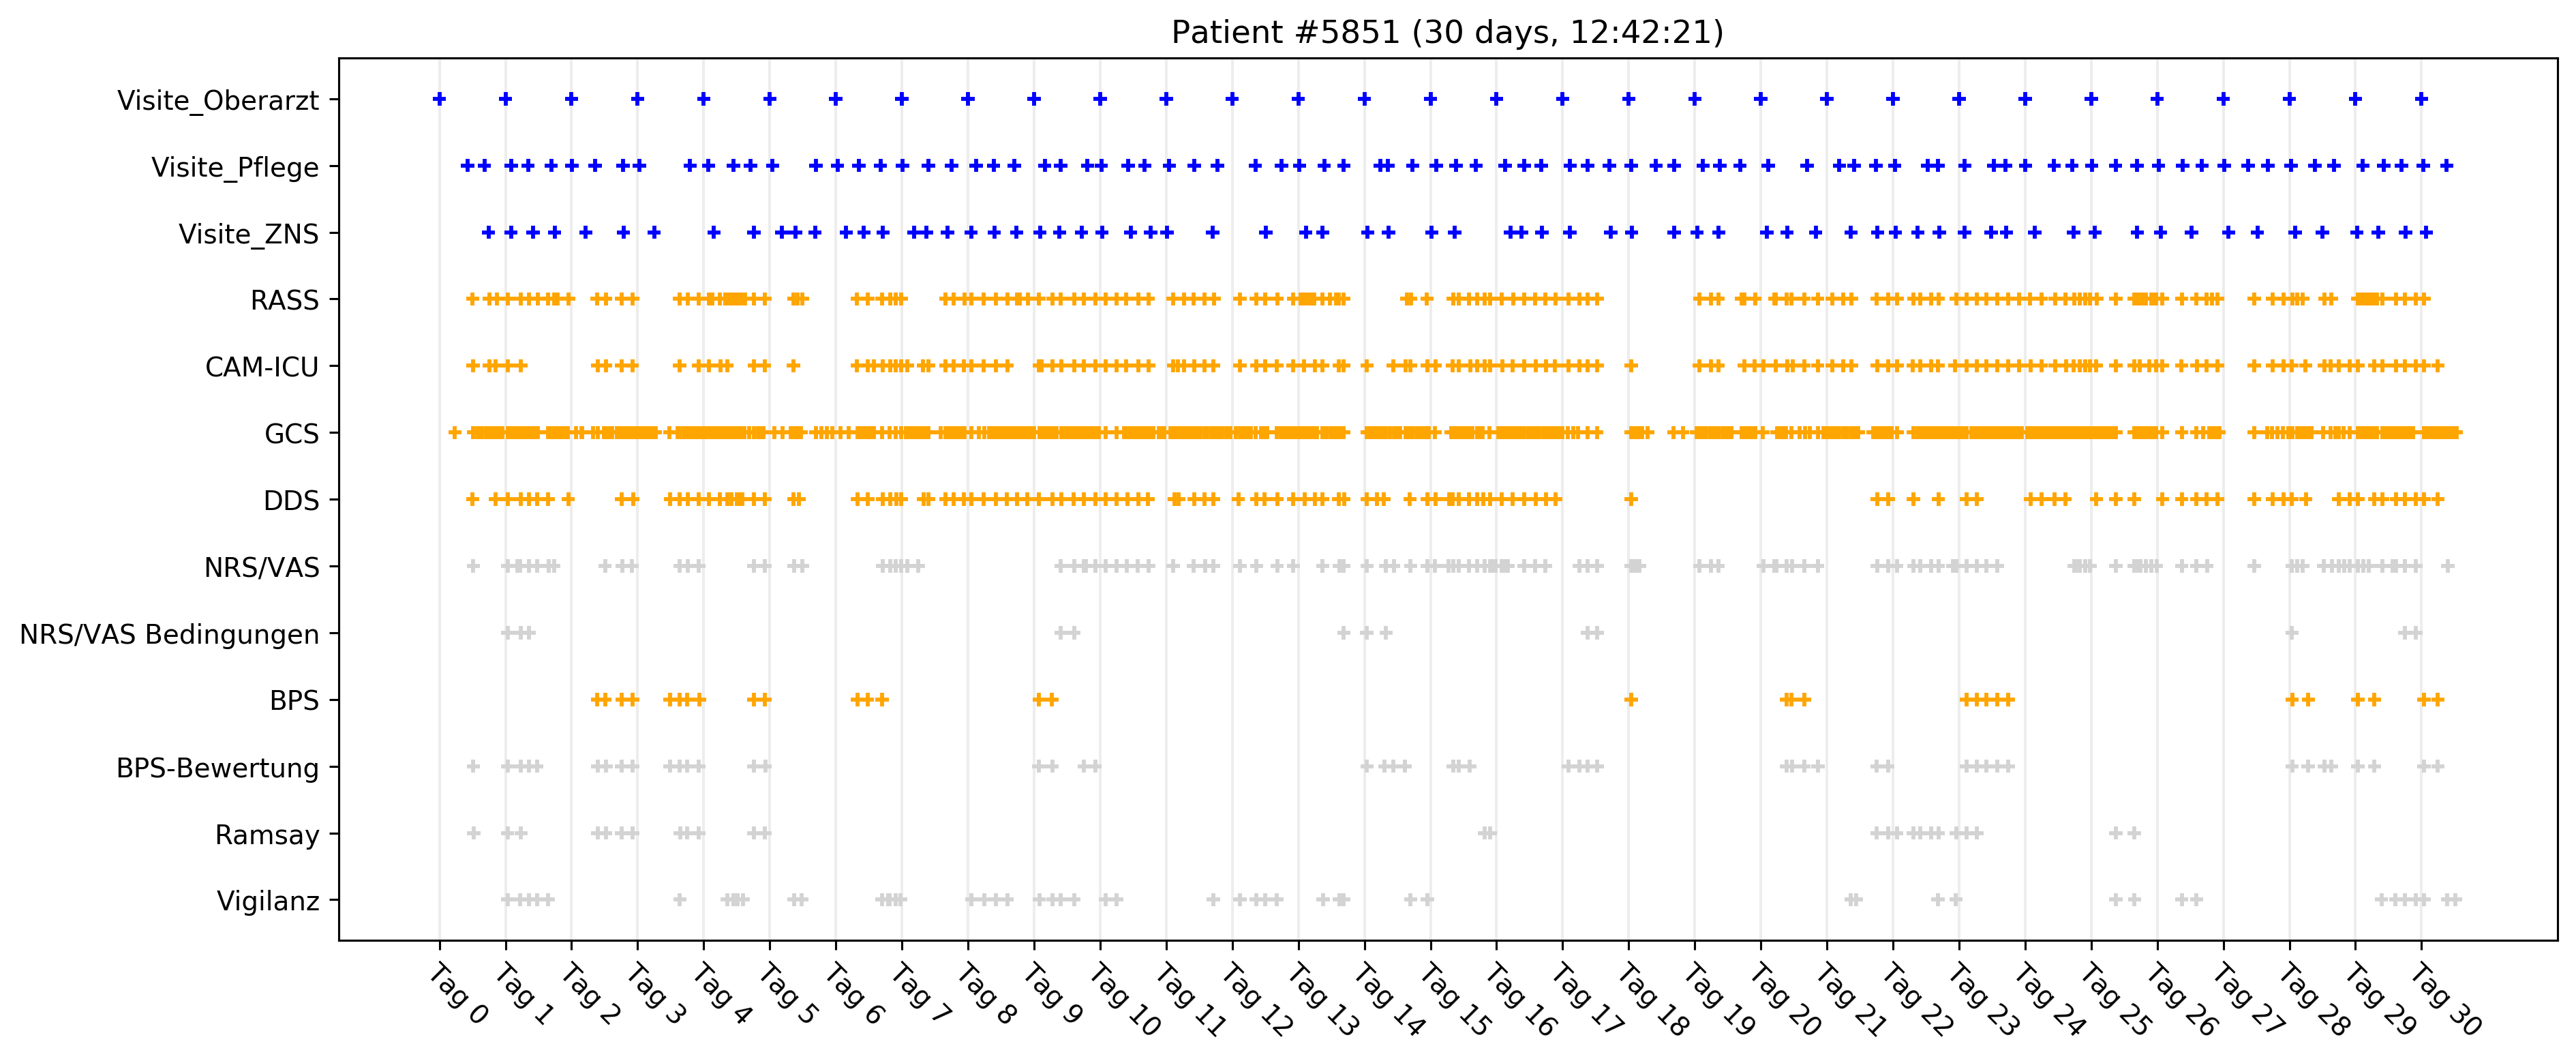 Patient #5851 (30 days, 12:42:21)
Visite_Oberarzt
Visite_Pflege
Visite_ZNS
RASS
CAM-ICU
GCS
DDS
NRS/VAS
NRS/VAS Bedingungen
BPS
BPS-Bewertung
Ramsay
Vigilanz
Tag 0
Tag 1
Tag 2
Tag 3
Tag 4
Tag 5
Tag 6
Tag 7
Tag 8
Tag 9
Tag 10
Tag 11
Tag 12
Tag 13
Tag 14
Tag 15
Tag 16
Tag 17
Tag 18
Tag 19
Tag 20
Tag 21
Tag 22
Tag 23
Tag 24
Tag 25
Tag 26
Tag 27
Tag 28
Tag 29
Tag 30